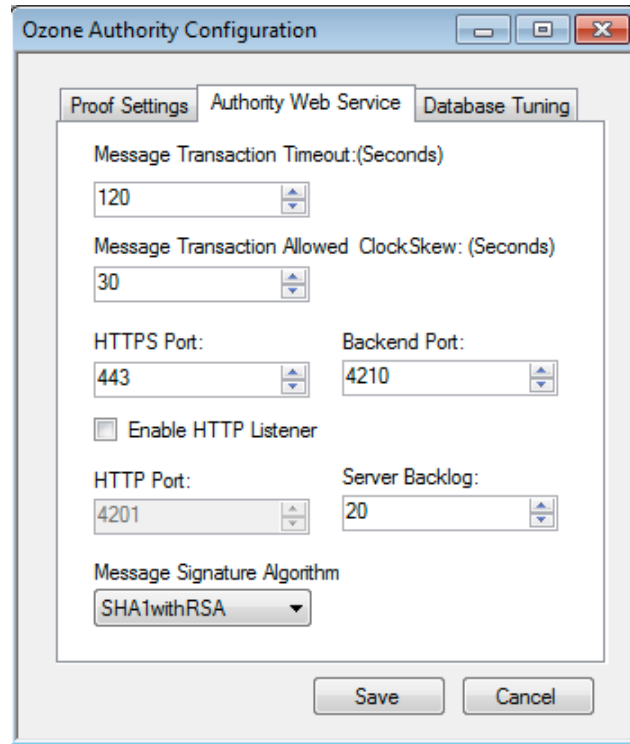 Ozone Authority Configuration
Proof Settings Authority Web Service Database Tuning
Message Transaction Timeout:(Seconds)
120
Message Transaction Allowed ClockSkew: (Seconds)
30
HTTPS Port: Backend Port:
443 4210
Enable HTTP Listener
HTTP Port: Server Backlog:
4201 20
Message Signature Algorithm
SHA1withRSA
Save Cancel